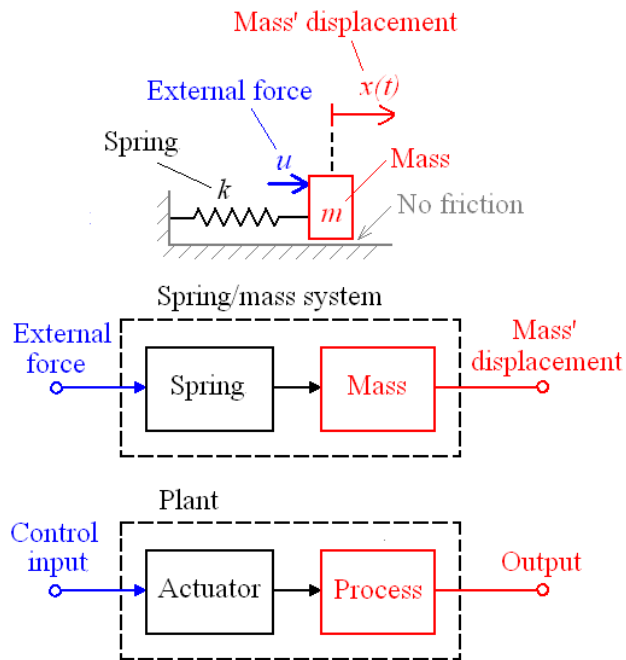 Mass' displacement
x(t)
External force
Spring
u
Mass
k
m
No friction
Spring/mass system
External
force
Mass'
displacement
Spring
Mass
Plant
Control
input
Output
Actuator
Process